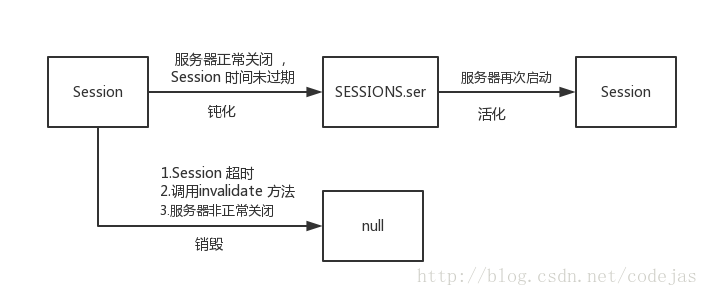 服务器正常关闭 ，
Session 时间未过期
Session
SESSIONS.ser
服务器再次启动
Session
钝化
活化
1.Session 超时
2.调用invalidate 方法
3.服务器非正常关闭
null
销毁
http://blog.csdn.net/codejas